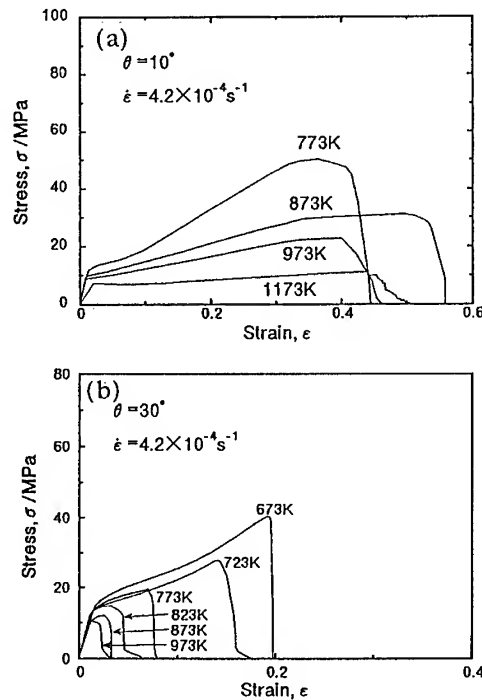 (a)
θ =10°
ε̇ =4.2×10⁻⁴s⁻¹
100
80
60
40
20
0
Stress, σ /MPa
773K
873K
973K
1173K
0
0.2
0.4
0.6
Strain, ε
(b)
θ =30°
ε̇ =4.2×10⁻⁴s⁻¹
80
60
40
20
0
Stress, σ /MPa
673K
723K
773K
823K
873K
973K
0
0.2
0.4
Strain, ε